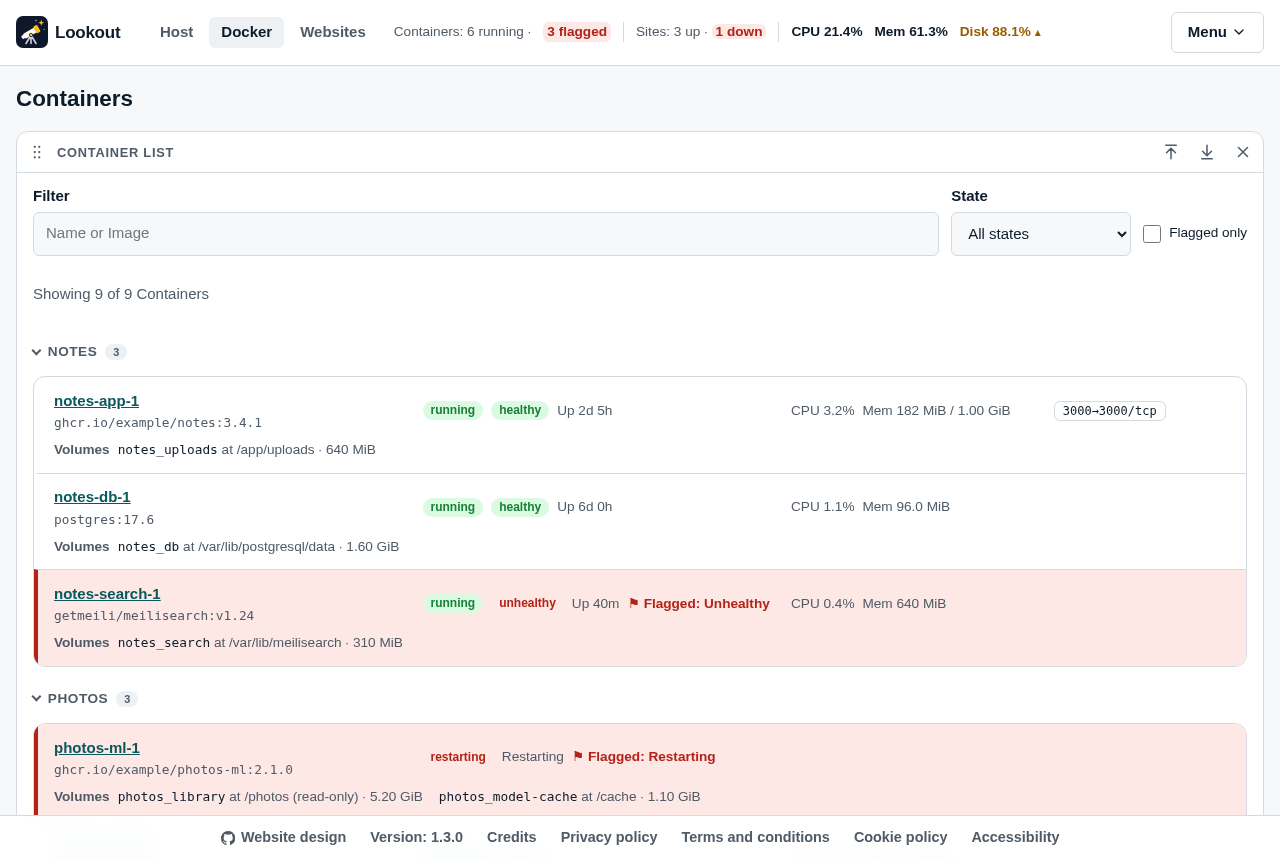 Lookout
Host Docker Websites Containers: 6 running · 3 flagged Sites: 3 up · 1 down CPU 21.4% Mem 61.3% Disk 88.1% ▲ Menu
Containers
CONTAINER LIST
Filter State
Name or Image All states Flagged only
Showing 9 of 9 Containers
NOTES 3
notes-app-1 running healthy Up 2d 5h CPU 3.2% Mem 182 MiB / 1.00 GiB 3000→3000/tcp
ghcr.io/example/notes:3.4.1
Volumes notes_uploads at /app/uploads · 640 MiB
notes-db-1 running healthy Up 6d 0h CPU 1.1% Mem 96.0 MiB
postgres:17.6
Volumes notes_db at /var/lib/postgresql/data · 1.60 GiB
notes-search-1 running unhealthy Up 40m ⚑ Flagged: Unhealthy CPU 0.4% Mem 640 MiB
getmeili/meilisearch:v1.24
Volumes notes_search at /var/lib/meilisearch · 310 MiB
PHOTOS 3
photos-ml-1 restarting Restarting ⚑ Flagged: Restarting
ghcr.io/example/photos-ml:2.1.0
Volumes photos_library at /photos (read-only) · 5.20 GiB photos_model-cache at /cache · 1.10 GiB
Website design Version: 1.3.0 Credits Privacy policy Terms and conditions Cookie policy Accessibility